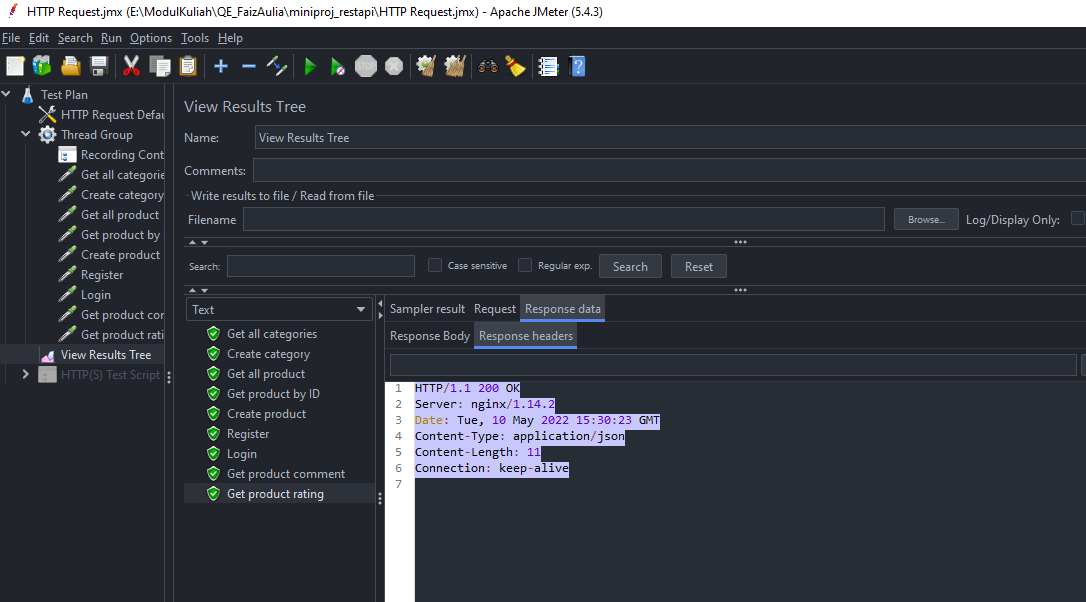 HTTP Request.jmx (E:\ModulKuliah\QE_FaizAulia\miniproj_restapi\HTTP Request.jmx) - Apache JMeter (5.4.3)
File Edit Search Run Options Tools Help
STOP
Test Plan
HTTP Request Defau
Thread Group
Recording Cont
Get all categorie
Create category
Get all product
Get product by
Create product
Register
Login
Get product cor
Get product rati
View Results Tree
HTTP(S) Test Script
View Results Tree
Name: View Results Tree
Comments:
Write results to file / Read from file
Filename Browse... Log/Display Only:
Search: Case sensitive Regular exp. Search Reset
Text
Get all categories
Create category
Get all product
Get product by ID
Create product
Register
Login
Get product comment
Get product rating
Sampler result Request Response data
Response Body Response headers
1 HTTP/1.1 200 OK
2 Server: nginx/1.14.2
3 Date: Tue, 10 May 2022 15:30:23 GMT
4 Content-Type: application/json
5 Content-Length: 11
6 Connection: keep-alive
7